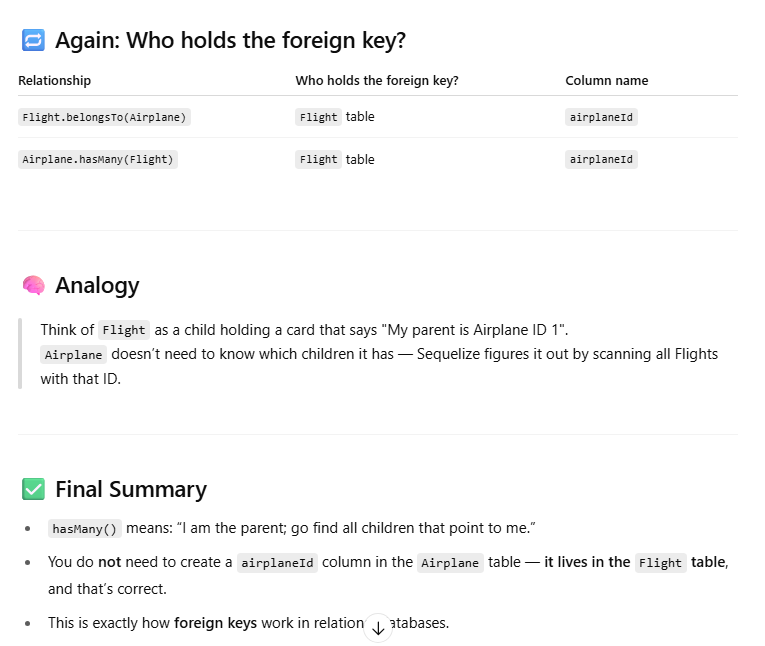 🔁 Again: Who holds the foreign key?
Relationship Who holds the foreign key? Column name
Flight.belongsTo(Airplane) Flight table airplaneId
Airplane.hasMany(Flight) Flight table airplaneId
🧠 Analogy
Think of Flight as a child holding a card that says "My parent is Airplane ID 1".
Airplane doesn't need to know which children it has — Sequelize figures it out by scanning all Flights
with that ID.
✅ Final Summary
• hasMany() means: “I am the parent; go find all children that point to me.”
• You do not need to create a airplaneId column in the Airplane table — it lives in the Flight table,
and that’s correct.
• This is exactly how foreign keys work in relation atabases.